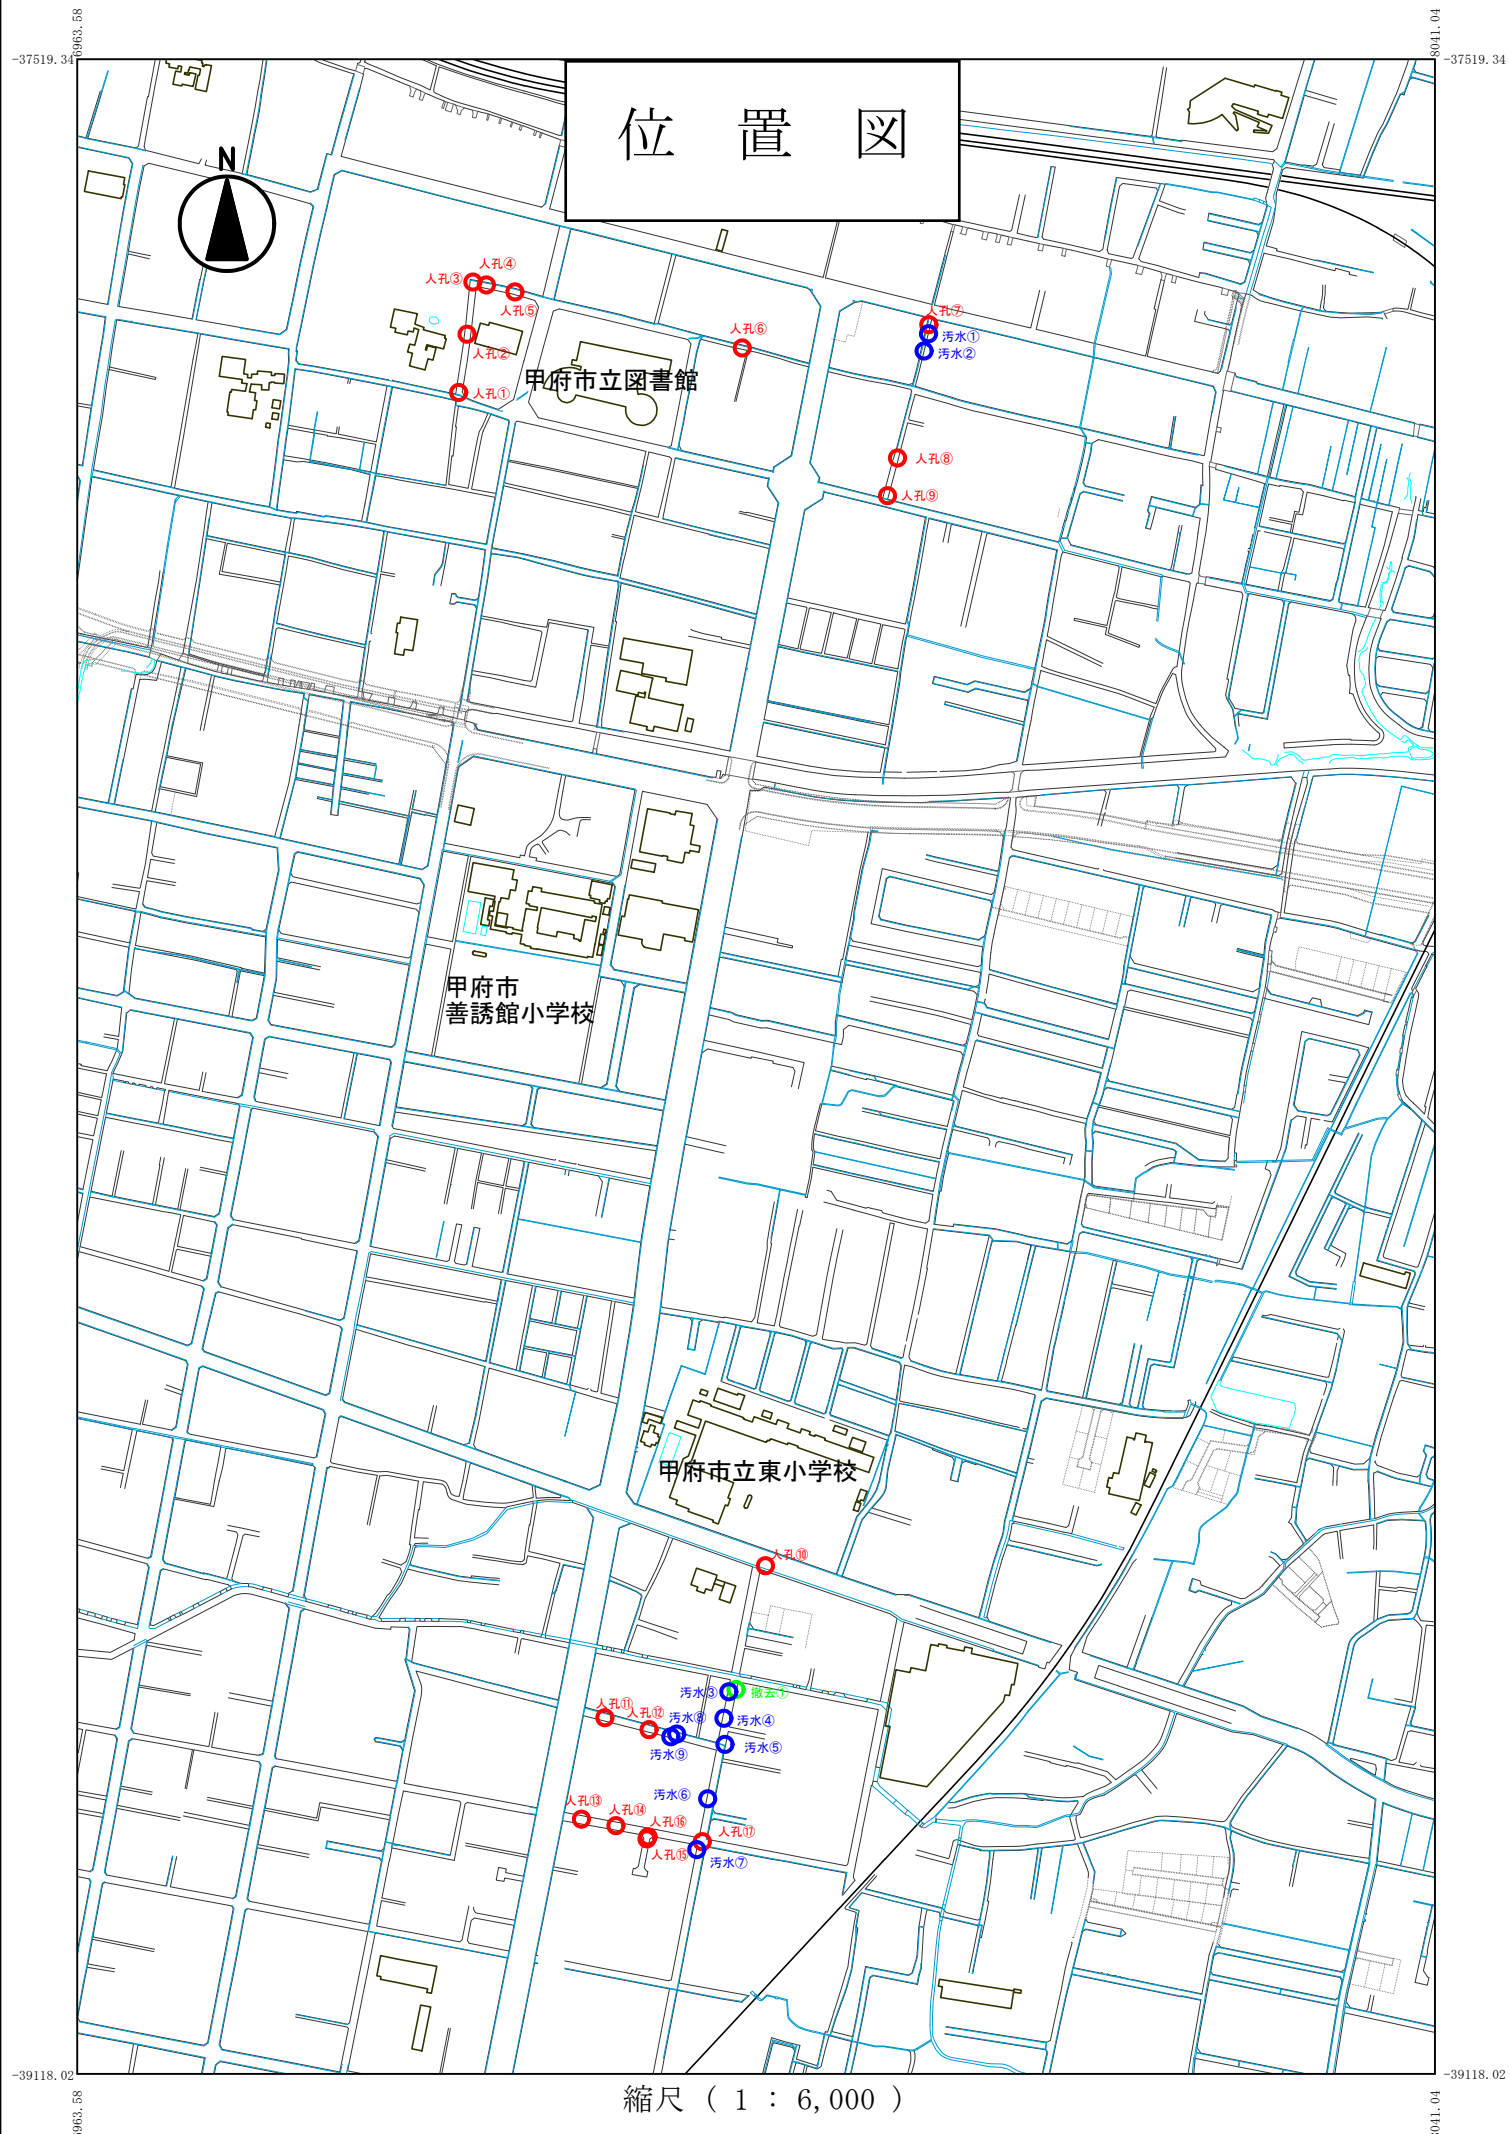 6963.58
8041.04
-37519.34
-37519.34
位 置 図
N
人孔④
人孔③
人孔⑤
人孔⑦
人孔⑥
汚水①
人孔②
汚水②
甲府市立図書館
人孔①
人孔⑧
人孔⑨
甲府市
善誘館小学校
甲府市立東小学校
人孔⑩
汚水③
撤去①
人孔⑪
人孔⑫
汚水⑧
汚水④
汚水⑨
汚水⑤
汚水⑥
人孔⑬
人孔⑭
人孔⑯
人孔⑰
人孔⑮
汚水⑦
-39118.02
-39118.02
6963.58
8041.04
縮尺 ( 1 : 6,000 )